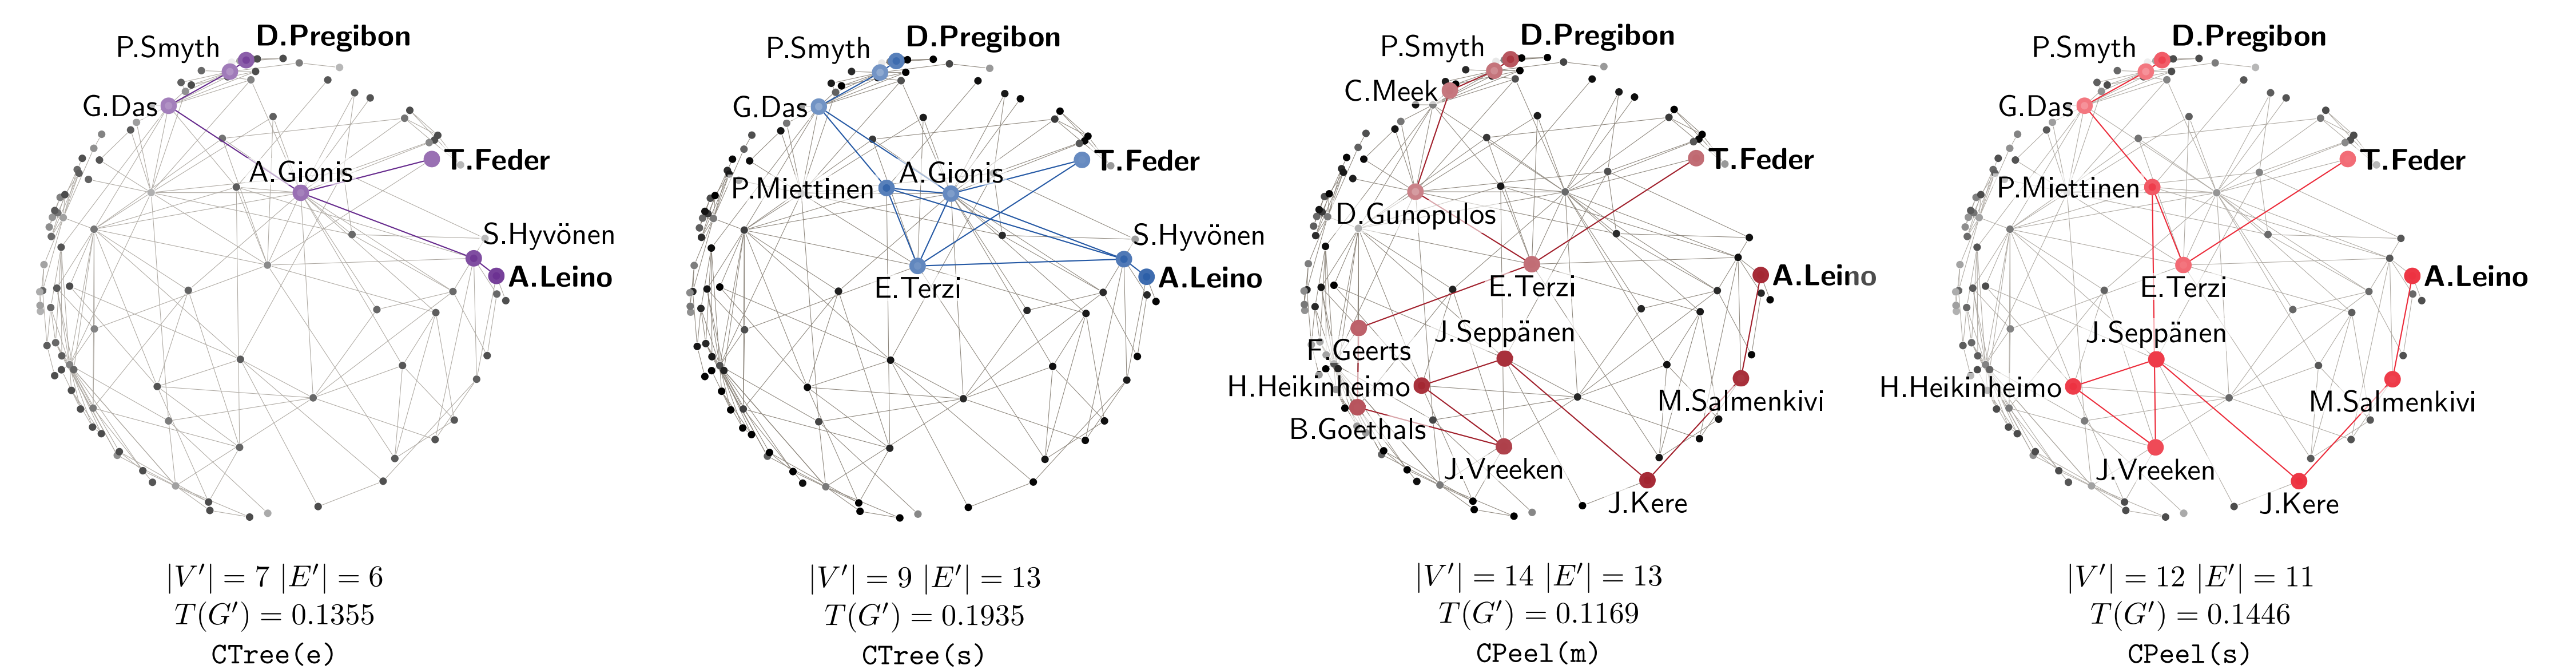 D.Pregibon
P.Smyth
G.Das
A.Gionis
T.Feder
S.Hyvönen
A.Leino
|V′| = 7 |E′| = 6
T(G′) = 0.1355
CTree(e)
D.Pregibon
P.Smyth
G.Das
A.Gionis
T.Feder
P.Miettinen
S.Hyvönen
A.Leino
E.Terzi
|V′| = 9 |E′| = 13
T(G′) = 0.1935
CTree(s)
D.Pregibon
P.Smyth
C.Meek
T.Feder
D.Gunopulos
A.Leino
E.Terzi
J.Seppänen
F.Geerts
H.Heikinheimo
M.Salmenkivi
B.Goethals
J.Vreeken
J.Kere
|V′| = 14 |E′| = 13
T(G′) = 0.1169
CPeel(m)
D.Pregibon
P.Smyth
G.Das
T.Feder
P.Miettinen
A.Leino
E.Terzi
J.Seppänen
H.Heikinheimo
M.Salmenkivi
J.Vreeken
J.Kere
|V′| = 12 |E′| = 11
T(G′) = 0.1446
CPeel(s)